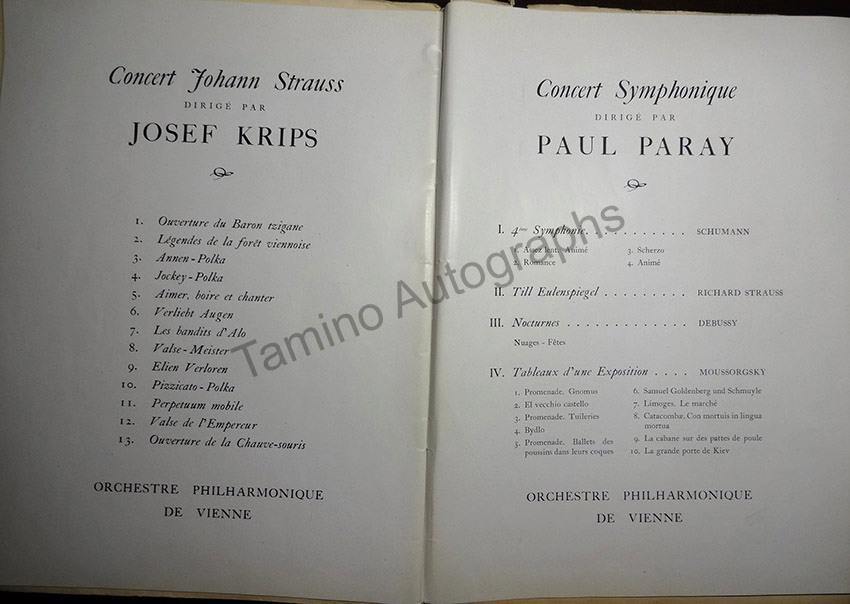 Concert Johann Strauss
DIRIGÉ PAR
JOSEF KRIPS
1. Ouverture du Baron tzigane
2. Légendes de la forêt viennoise
3. Annen-Polka
4. Jockey-Polka
5. Aimer, boire et chanter
6. Verliebt Augen
7. Les bandits d'Alo
8. Valse-Meister
9. Elien Verloren
10. Pizzicato-Polka
11. Perpetuum mobile
12. Valse de l'Empereur
13. Ouverture de la Chauve-souris
ORCHESTRE PHILHARMONIQUE
DE VIENNE
Concert Symphonique
DIRIGÉ PAR
PAUL PARAY
I. 4me Symphonie. . . . . . . . . . . . SCHUMANN
1. Assez lent. Animé 3. Scherzo
2. Romance 4. Animé
II. Till Eulenspiegel . . . . . . . . . RICHARD STRAUSS
III. Nocturnes . . . . . . . . . . . . . DEBUSSY
Nuages - Fêtes
IV. Tableaux d'une Exposition . . . . MOUSSORGSKY
1. Promenade. Gnomus
2. El vecchio castello
3. Promenade. Tuileries
4. Bydlo
5. Promenade. Ballets des
poussins dans leurs coques
6. Samuel Goldenberg und Schmuyle
7. Limoges. Le marché
8. Catacombæ. Con mortuis in lingua
mortua
9. La cabane sur des pattes de poule
10. La grande porte de Kiev
ORCHESTRE PHILHARMONIQUE
DE VIENNE
Tamino Autographs